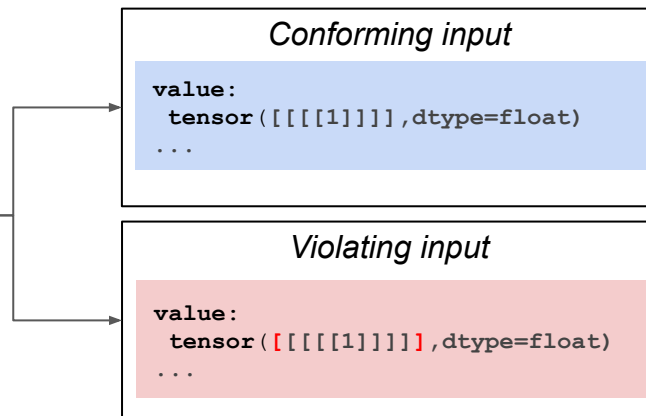 Conforming input
value:
tensor([[[[1]]]],dtype=float)
...
Violating input
value:
tensor([[[[[1]]]]],dtype=float)
...